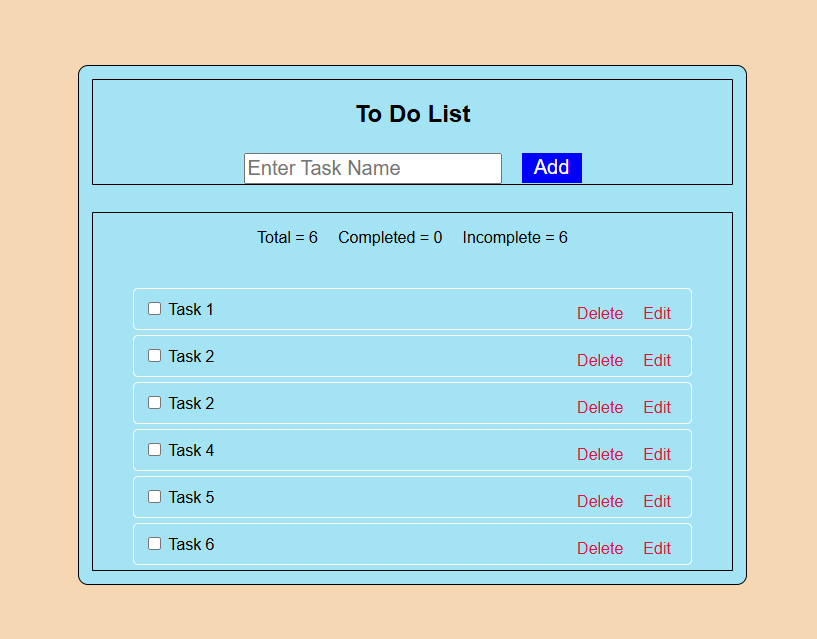 To Do List
Enter Task Name Add
Total = 6 Completed = 0 Incomplete = 6
Task 1 Delete Edit
Task 2 Delete Edit
Task 2 Delete Edit
Task 4 Delete Edit
Task 5 Delete Edit
Task 6 Delete Edit